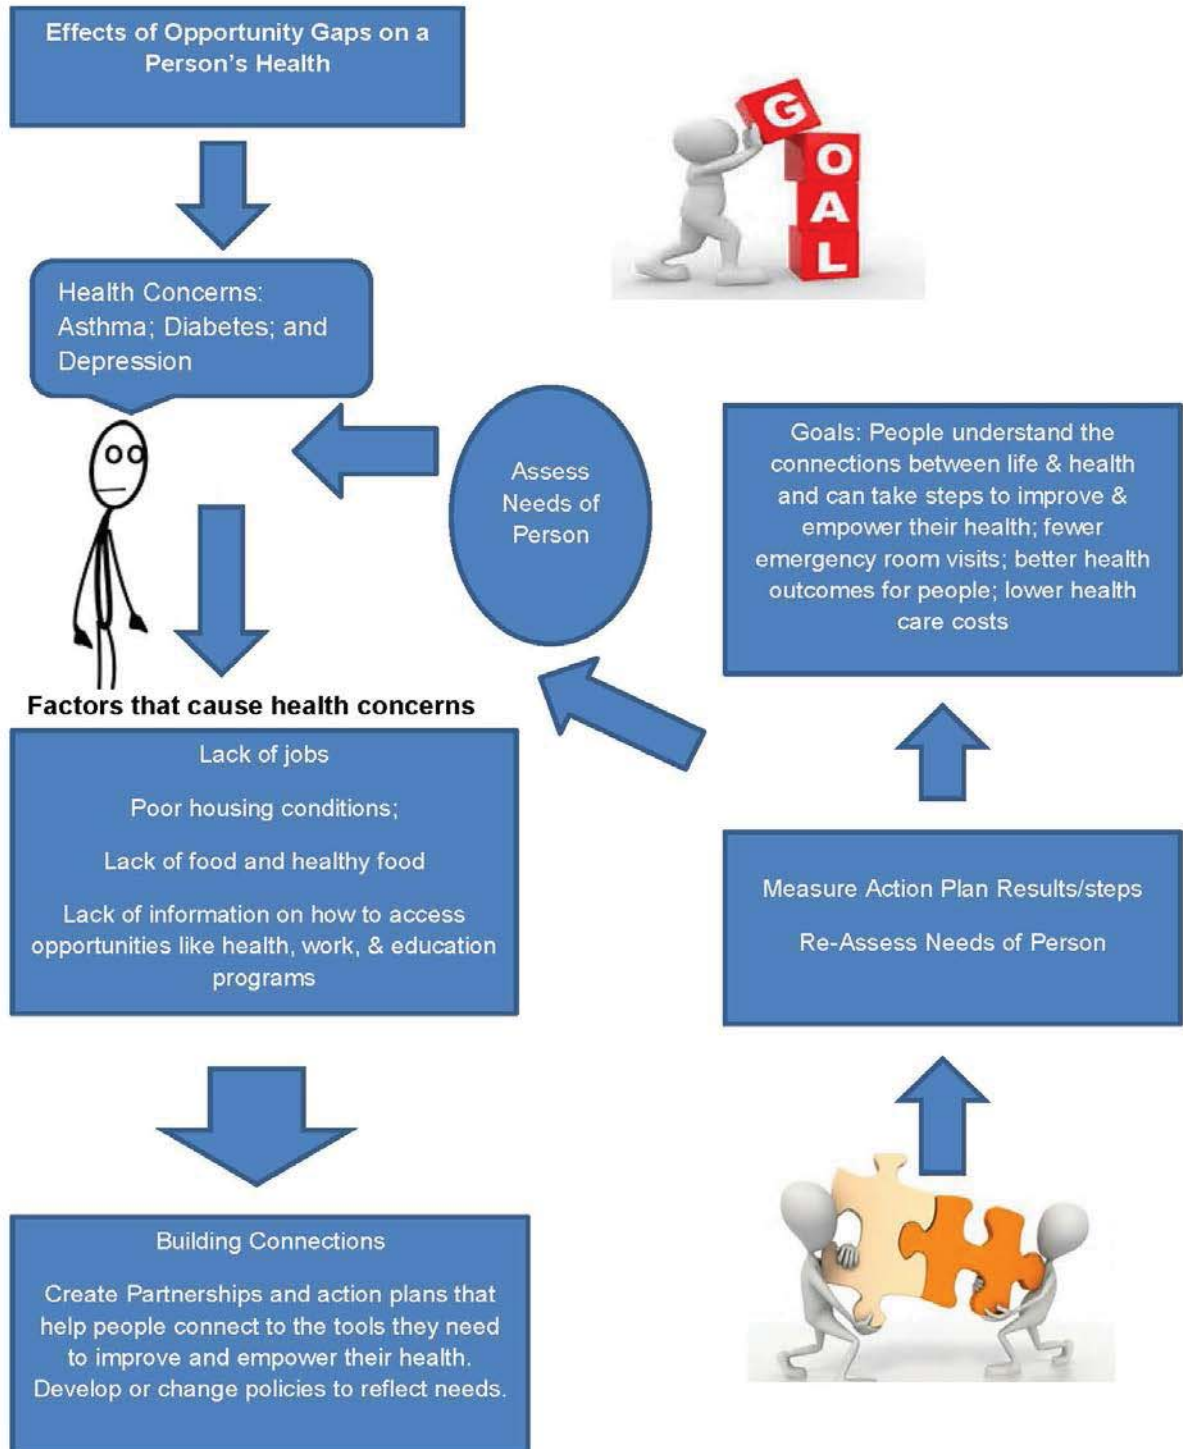 Effects of Opportunity Gaps on a
Person's Health
G
O
A
L
Health Concerns:
Asthma; Diabetes; and
Depression
Assess
Needs of
Person
Goals: People understand the
connections between life & health
and can take steps to improve &
empower their health; fewer
emergency room visits; better health
outcomes for people; lower health
care costs
Factors that cause health concerns
Lack of jobs
Poor housing conditions;
Lack of food and healthy food
Lack of information on how to access
opportunities like health, work, & education
programs
Measure Action Plan Results/steps
Re-Assess Needs of Person
Building Connections
Create Partnerships and action plans that
help people connect to the tools they need
to improve and empower their health.
Develop or change policies to reflect needs.